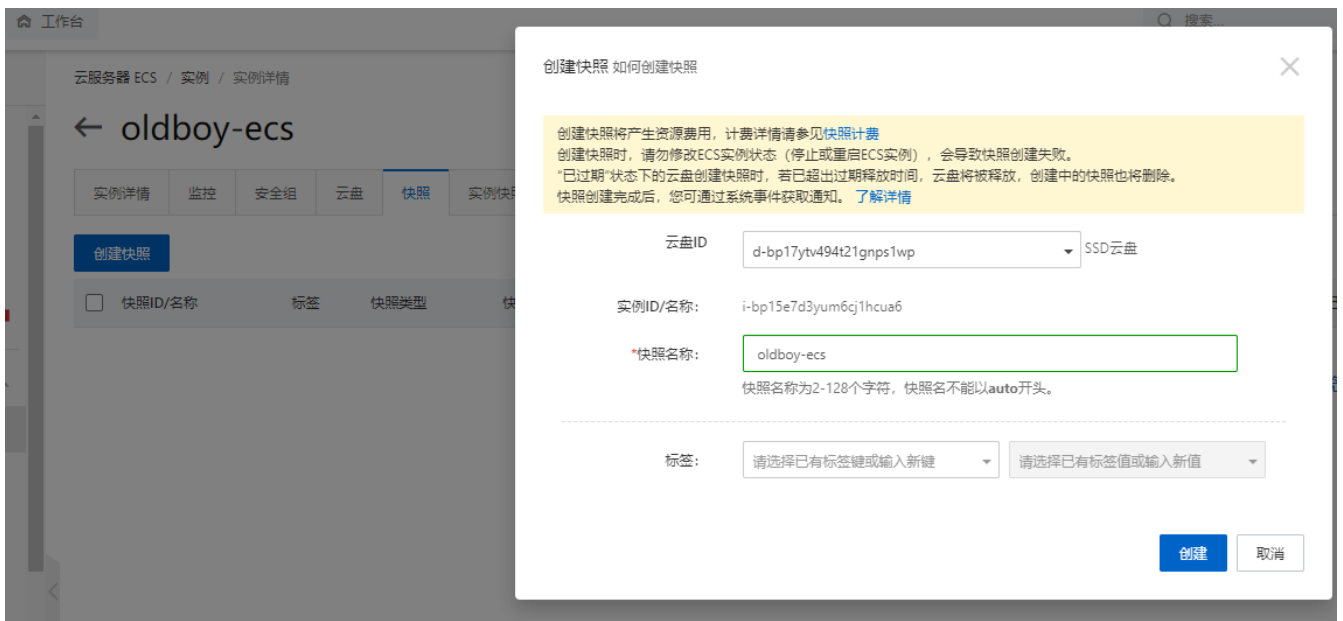 工作台
搜索...
云服务器 ECS / 实例 / 实例详情
← oldboy-ecs
实例详情 监控 安全组 云盘 快照 实例快
创建快照
快照ID/名称 标签 快照类型 快
创建快照 如何创建快照
创建快照将产生资源费用，计费详情请参见快照计费
创建快照时，请勿修改ECS实例状态（停止或重启ECS实例），会导致快照创建失败。
“已过期”状态下的云盘创建快照时，若已超出过期释放时间，云盘将被释放，创建中的快照也将删除。
快照创建完成后，您可通过系统事件获取通知。 了解详情
云盘ID d-bp17ytv494t21gnps1wp SSD云盘
实例ID/名称: i-bp15e7d3yum6cj1hcua6
*快照名称: oldboy-ecs
快照名称为2-128个字符，快照名不能以auto开头。
标签: 请选择已有标签键或输入新键 请选择已有标签值或输入新值
创建 取消